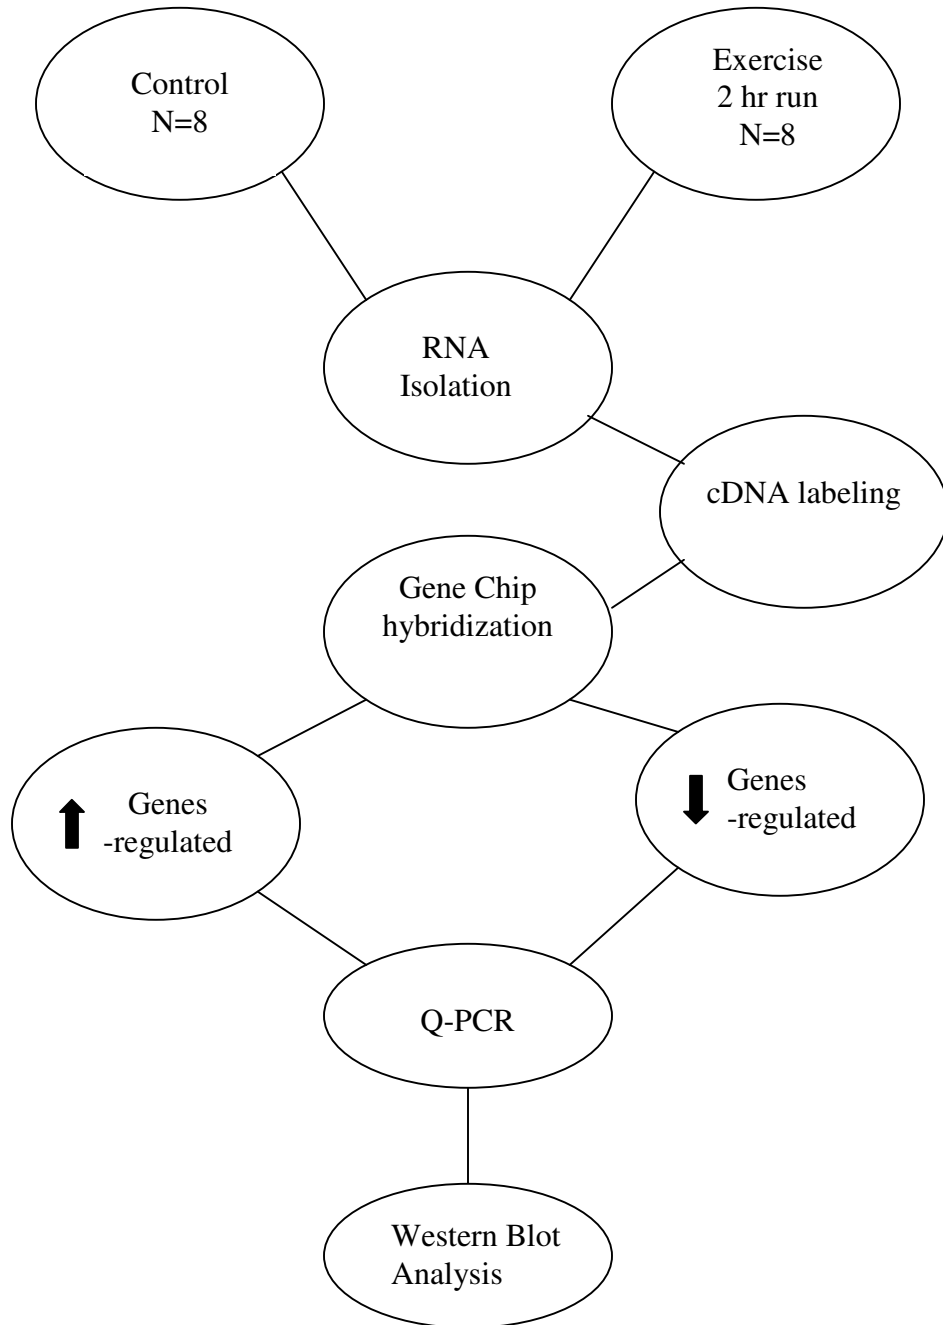 Control
N=8
Exercise
2 hr run
N=8
RNA
Isolation
cDNA labeling
Gene Chip
hybridization
Genes
-regulated
Genes
-regulated
Q-PCR
Western Blot
Analysis